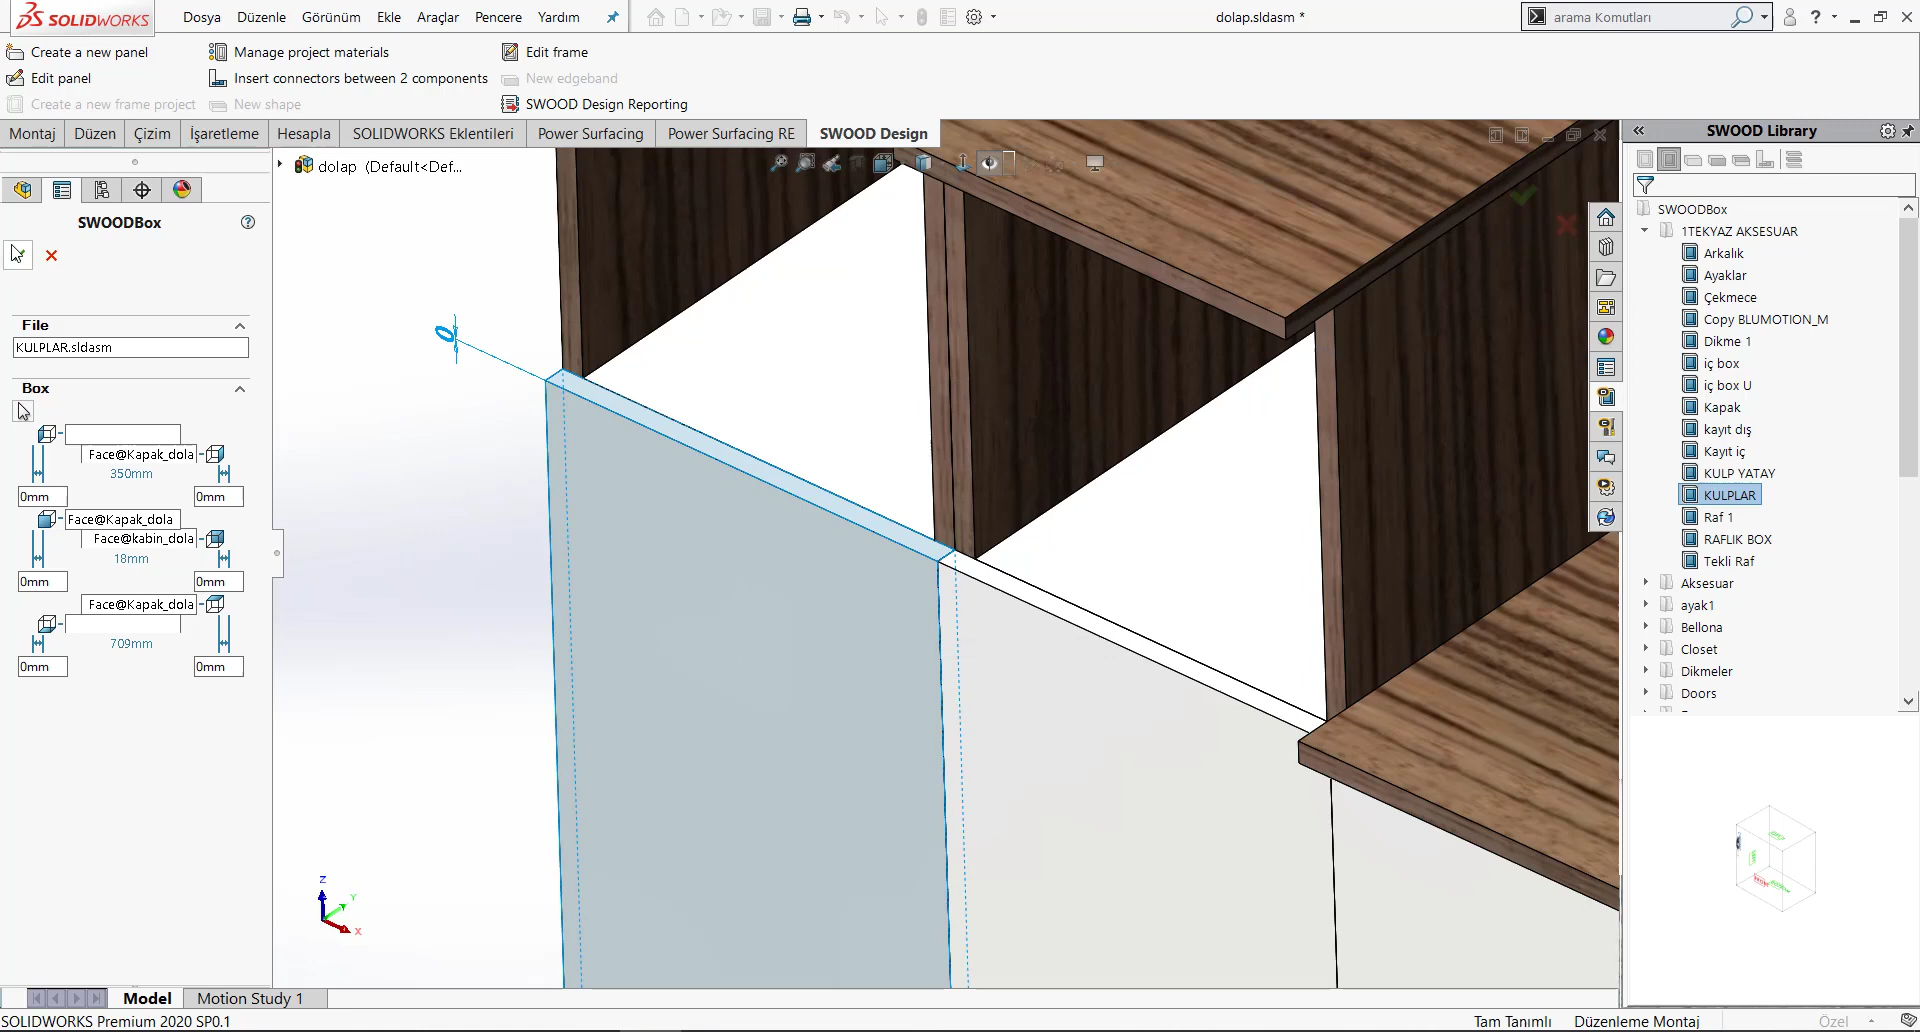 SOLIDWORKS
Dosya Düzenle Görünüm Ekle Araçlar Pencere Yardım
dolap.sldasm *
arama Komutları
Create a new panel
Manage project materials
Edit frame
Edit panel
Insert connectors between 2 components
New edgeband
Create a new frame project
New shape
SWOOD Design Reporting
Montaj Düzen Çizim İşaretleme Hesapla SOLIDWORKS Eklentileri Power Surfacing Power Surfacing RE SWOOD Design
SWOOD Library
dolap (Default<Def...
SWOODBox
File
KULPLAR.sldasm
Box
Face@Kapak_dola
350mm
0mm 0mm
Face@Kapak_dola
Face@kabin_dola
18mm
0mm 0mm
Face@Kapak_dola
709mm
0mm 0mm
0
Z
Y
X
SWOODBox
1TEKYAZ AKSESUAR
Arkalık
Ayaklar
Çekmece
Copy BLUMOTION_M
Dikme 1
iç box
iç box U
Kapak
kayıt dış
Kayıt iç
KULP YATAY
KULPLAR
Raf 1
RAFLIK BOX
Tekli Raf
Aksesuar
ayak1
Bellona
Closet
Dikmeler
Doors
Model Motion Study 1
SOLIDWORKS Premium 2020 SP0.1
Tam Tanımlı Düzenleme Montaj Özel